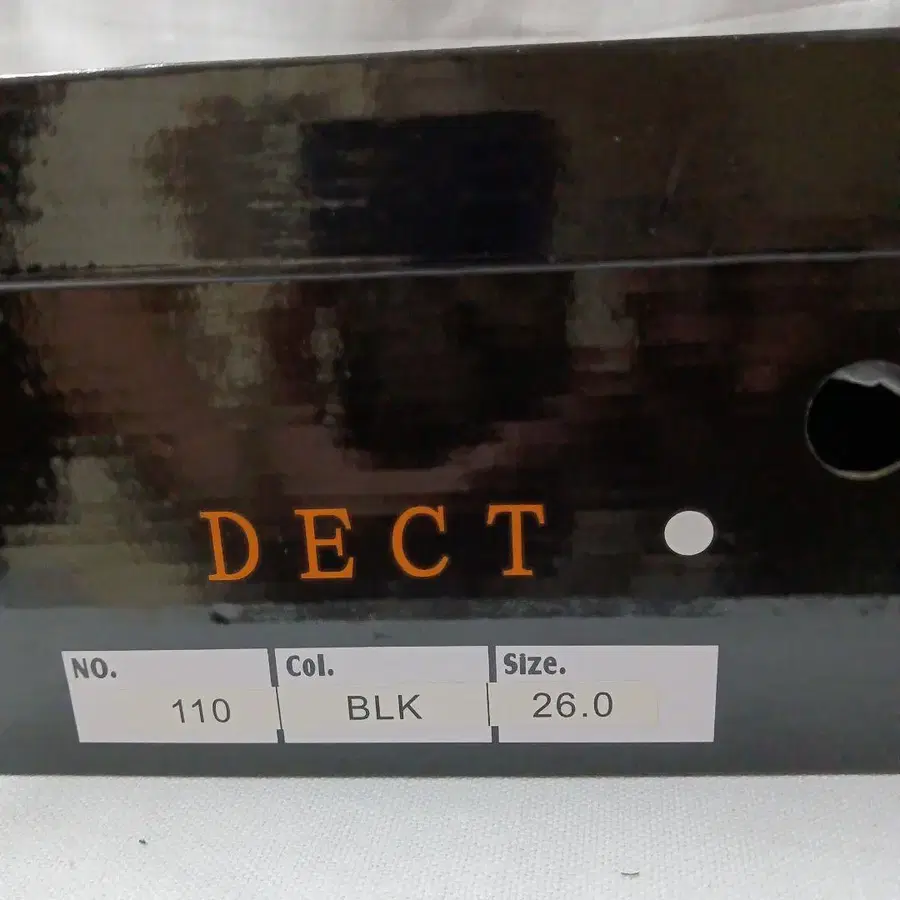 DECT
NO. Col. Size.
110 BLK 26.0